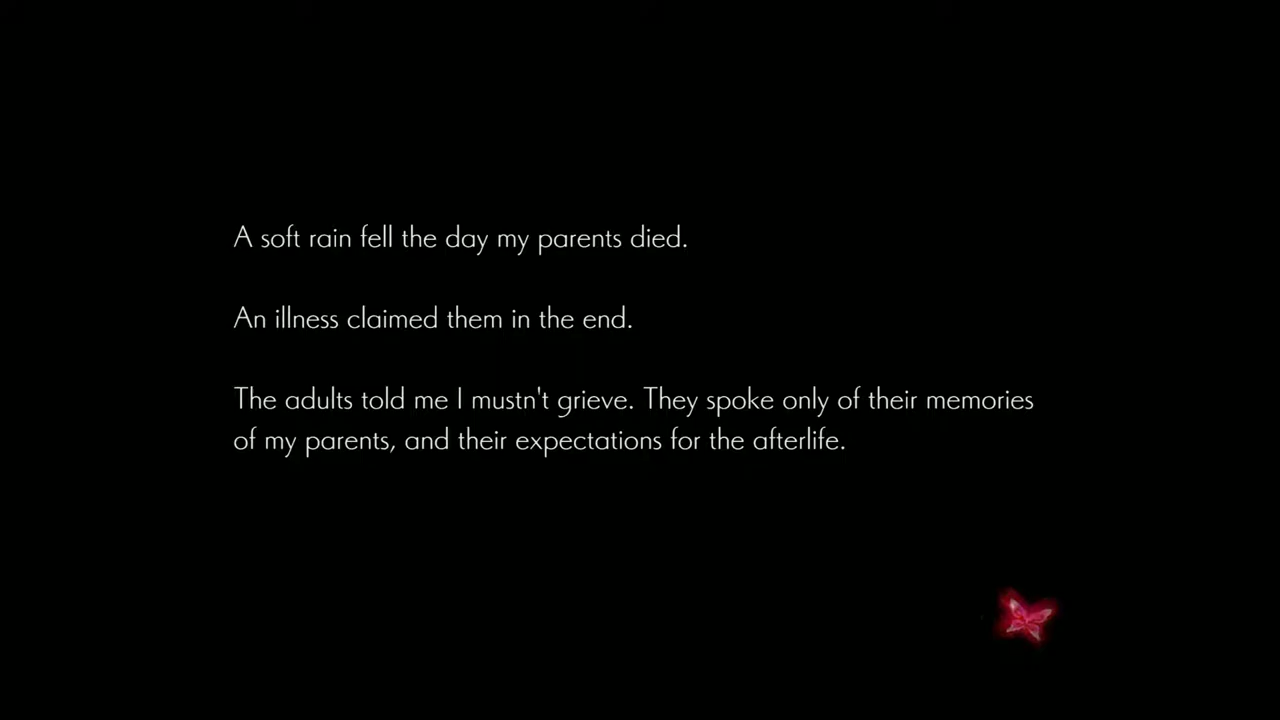 A soft rain fell the day my parents died.
An illness claimed them in the end.
The adults told me I mustn't grieve. They spoke only of their memories
of my parents, and their expectations for the afterlife.